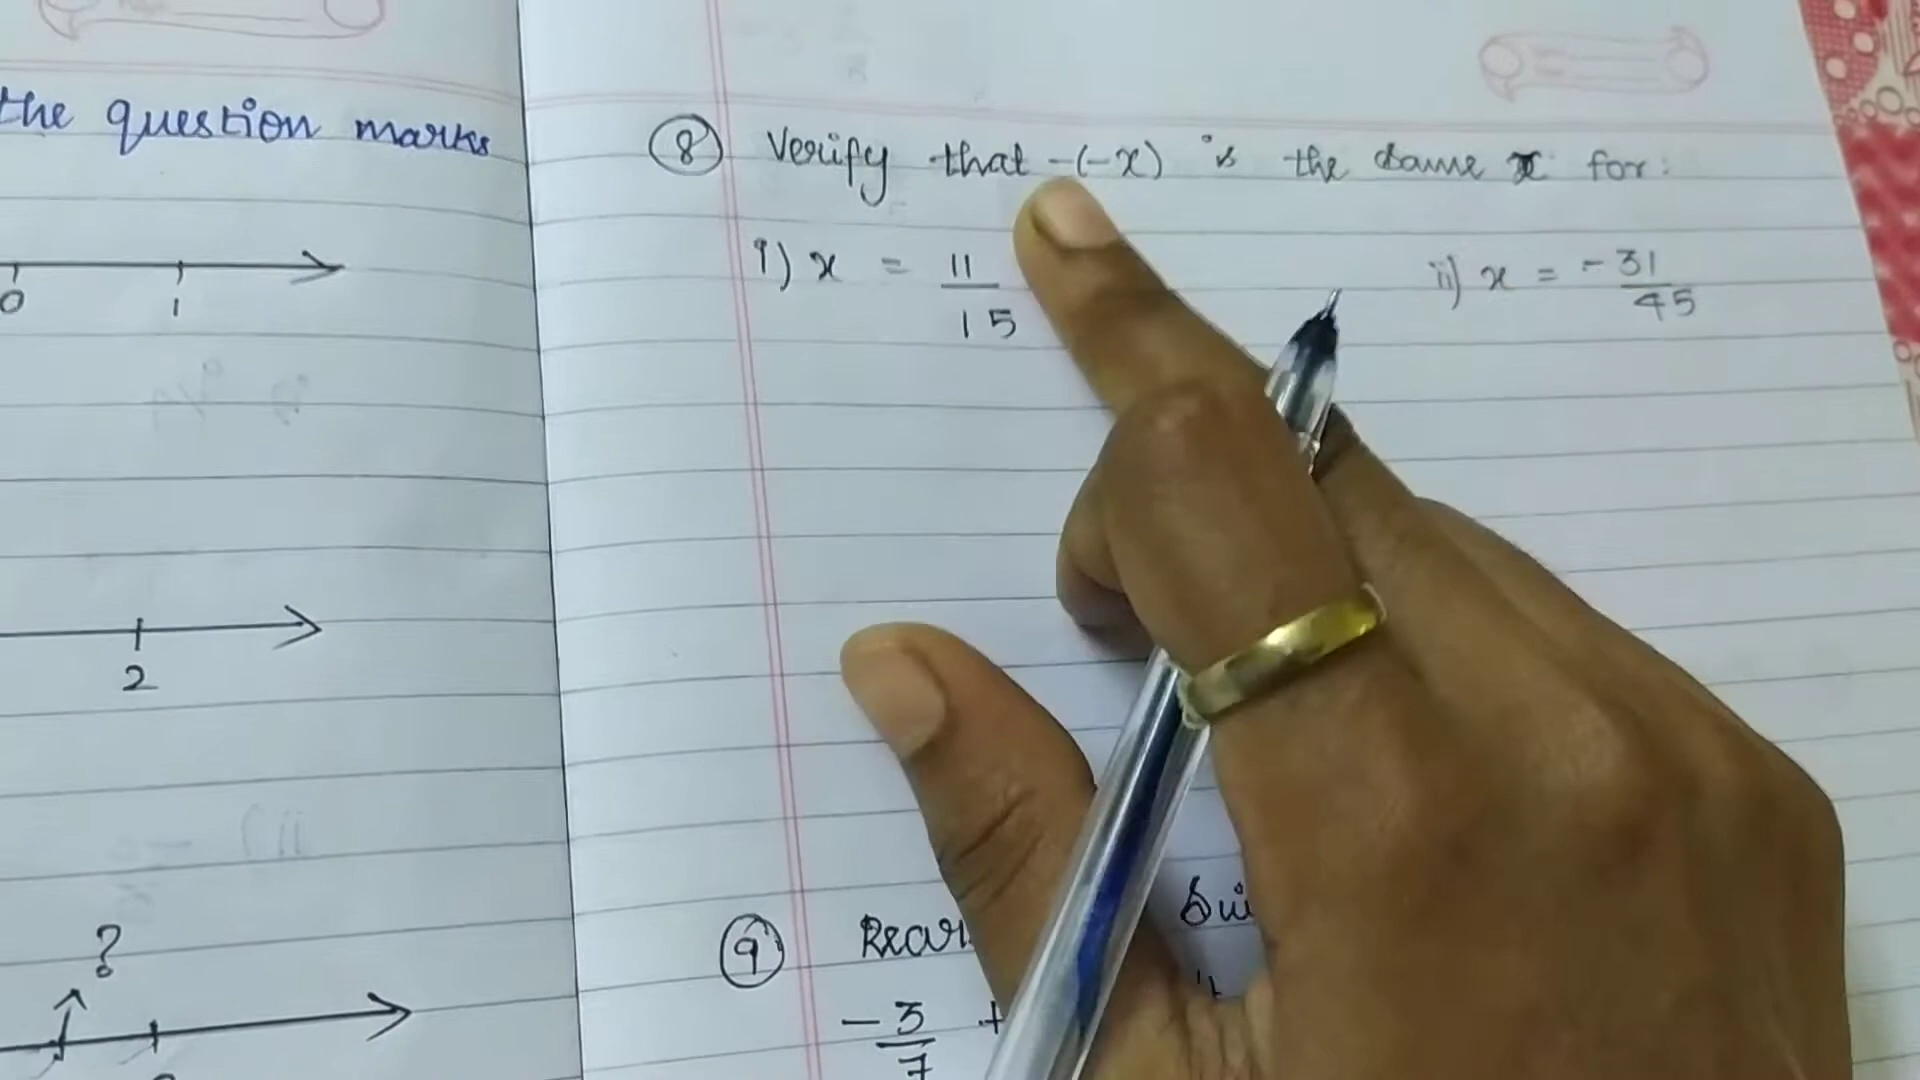 the question marks
0 1
2
?
⑧ Verify that -(-x) is the same x for:
i) x = 11/15 ii) x = -31/45
⑨
-3/7 +